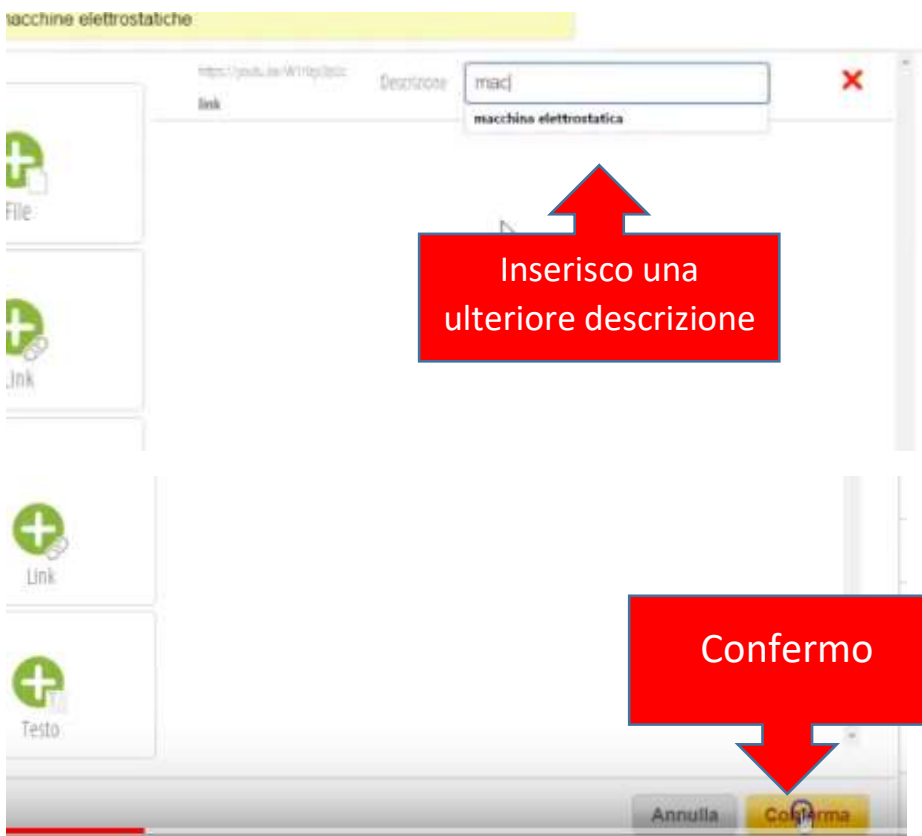 macchine elettrostatiche
Descrizione
mac
link
macchina elettrostatica
File
Inserisco una
ulteriore descrizione
Link
Link
Confermo
Testo
Annulla
Conferma